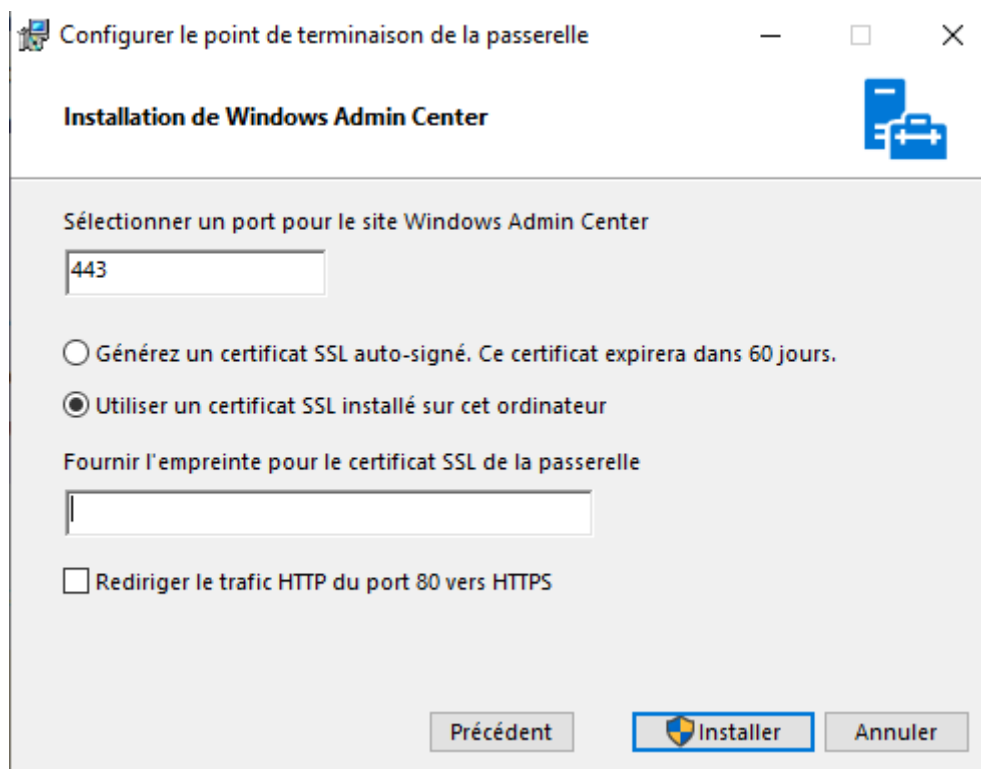 Configurer le point de terminaison de la passerelle
Installation de Windows Admin Center
Sélectionner un port pour le site Windows Admin Center
443
Générez un certificat SSL auto-signé. Ce certificat expirera dans 60 jours.
Utiliser un certificat SSL installé sur cet ordinateur
Fournir l'empreinte pour le certificat SSL de la passerelle
Rediriger le trafic HTTP du port 80 vers HTTPS
Précédent
Installer
Annuler